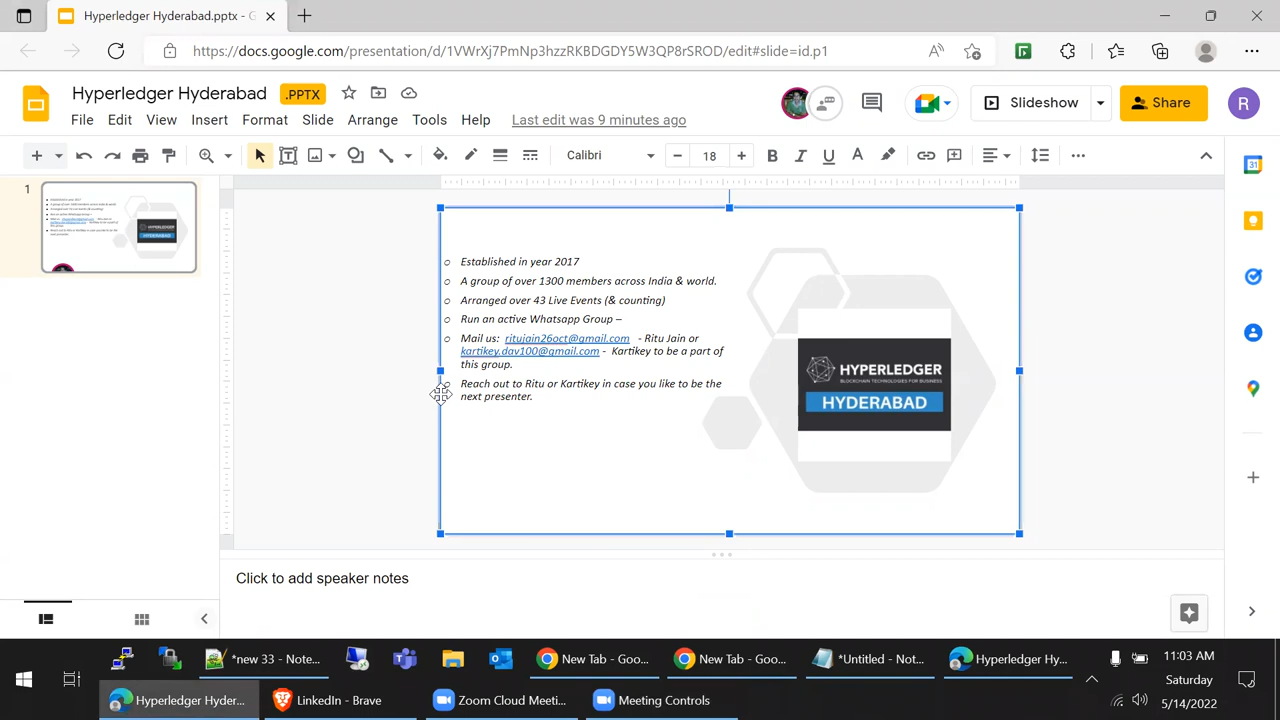 Hyperledger Hyderabad.pptx - G
https://docs.google.com/presentation/d/1VWrXj7PmNp3hzzRKBDGDY5W3QP8rSROD/edit#slide=id.p1
Hyperledger Hyderabad .PPTX
Slideshow
Share
R
File Edit View Insert Format Slide Arrange Tools Help Last edit was 9 minutes ago
Calibri 18
1
Established in year 2017
A group of over 1300 members across India & world.
Arranged over 43 Live Events (& counting)
Run an active Whatsapp Group –
Mail us: ritujain26oct@gmail.com - Ritu Jain or
kartikey.dav100@gmail.com - Kartikey to be a part of
this group.
Reach out to Ritu or Kartikey in case you like to be the
next presenter.
HYPERLEDGER
BLOCKCHAIN TECHNOLOGIES FOR BUSINESS
HYDERABAD
Click to add speaker notes
*new 33 - Note...
New Tab - Goo...
New Tab - Goo...
*Untitled - Not...
Hyperledger Hy...
11:03 AM
Saturday
5/14/2022
Hyperledger Hyder...
LinkedIn - Brave
Zoom Cloud Meeti...
Meeting Controls